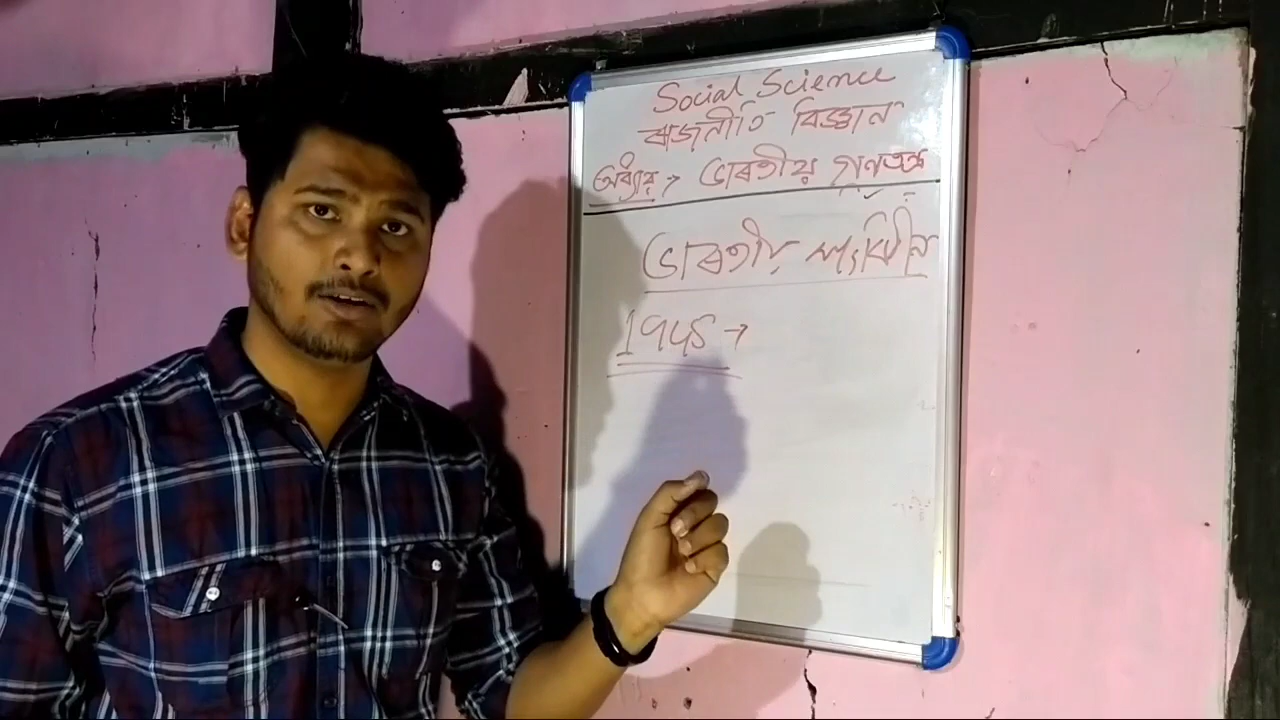 Social Science
ৰাজনীতি বিজ্ঞান
অধ্যায় → ভাৰতীয় গণতন্ত্ৰ
ভাৰতীয় সংবিধান
1945 →